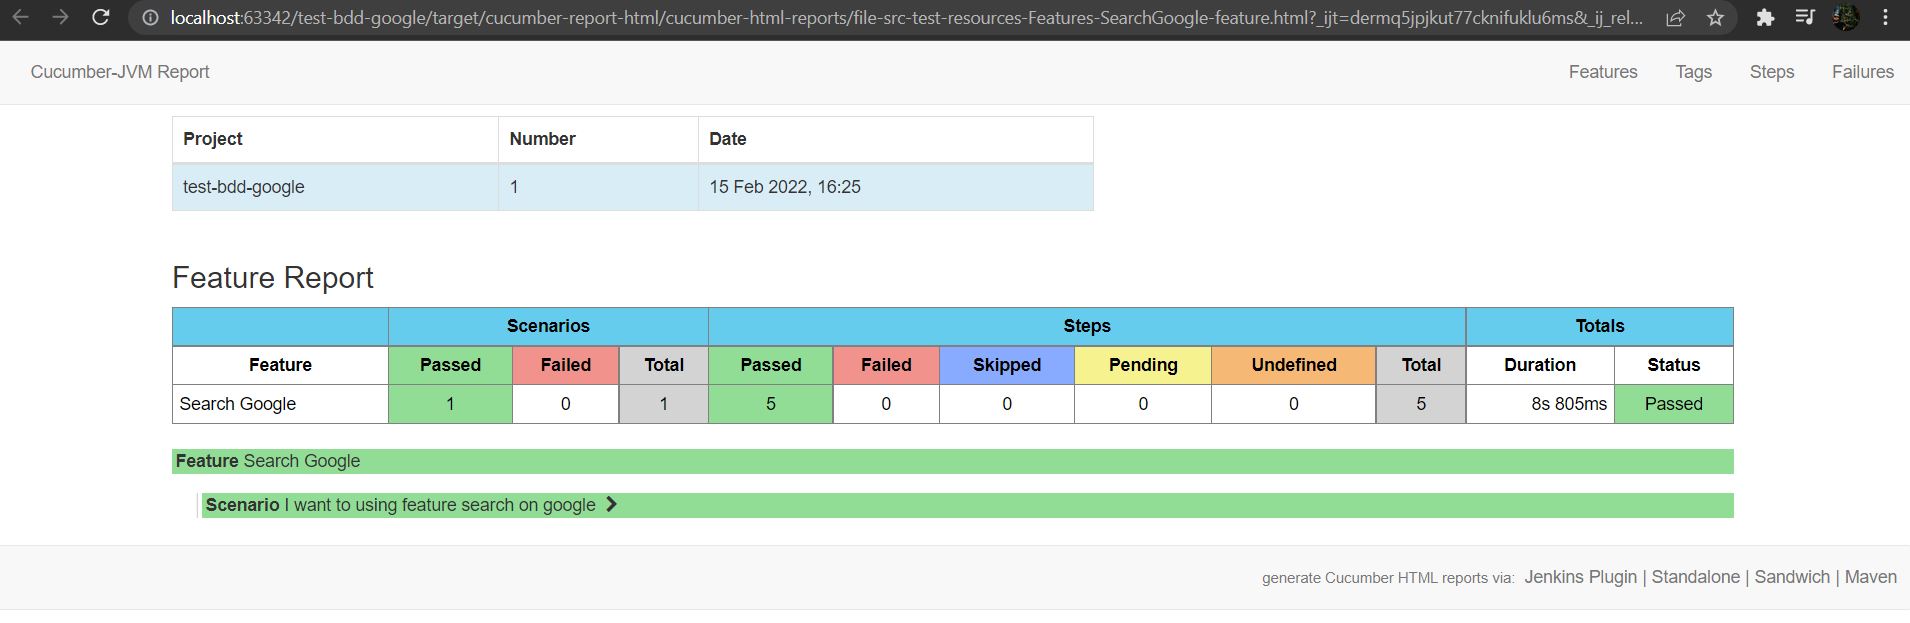 localhost:63342/test-bdd-google/target/cucumber-report-html/cucumber-html-reports/file-src-test-resources-Features-SearchGoogle-feature.html?_ijt=dermq5jpjkut77cknifuklu6ms&_ij_rel...
Cucumber-JVM Report Features Tags Steps Failures
Project Number Date
test-bdd-google 1 15 Feb 2022, 16:25
Feature Report
Scenarios Steps Totals
Feature Passed Failed Total Passed Failed Skipped Pending Undefined Total Duration Status
Search Google 1 0 1 5 0 0 0 0 5 8s 805ms Passed
Feature Search Google
Scenario I want to using feature search on google
generate Cucumber HTML reports via: Jenkins Plugin | Standalone | Sandwich | Maven